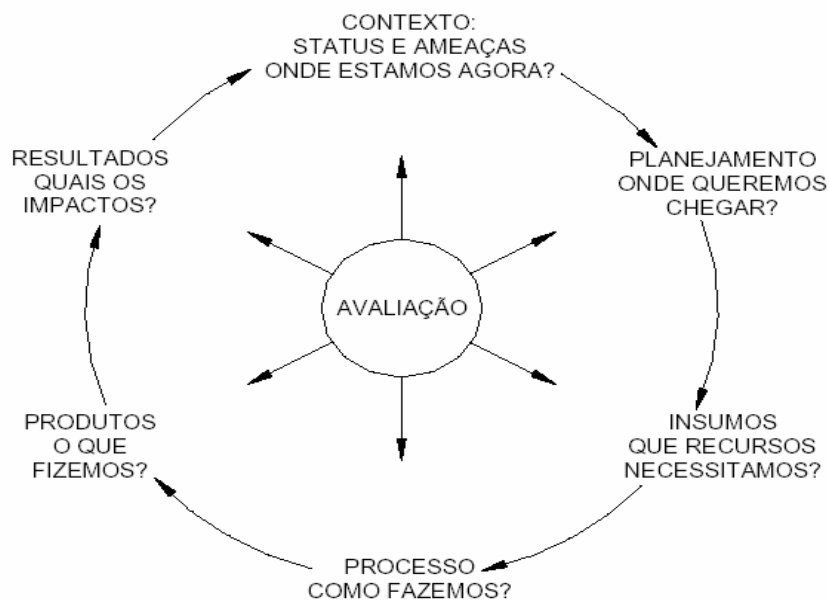 CONTEXTO:
STATUS E AMEAÇAS
ONDE ESTAMOS AGORA?
PLANEJAMENTO
ONDE QUEREMOS
CHEGAR?
INSUMOS
QUE RECURSOS
NECESSITAMOS?
PROCESSO
COMO FAZEMOS?
PRODUTOS
O QUE
FIZEMOS?
RESULTADOS
QUAIS OS
IMPACTOS?
AVALIAÇÃO